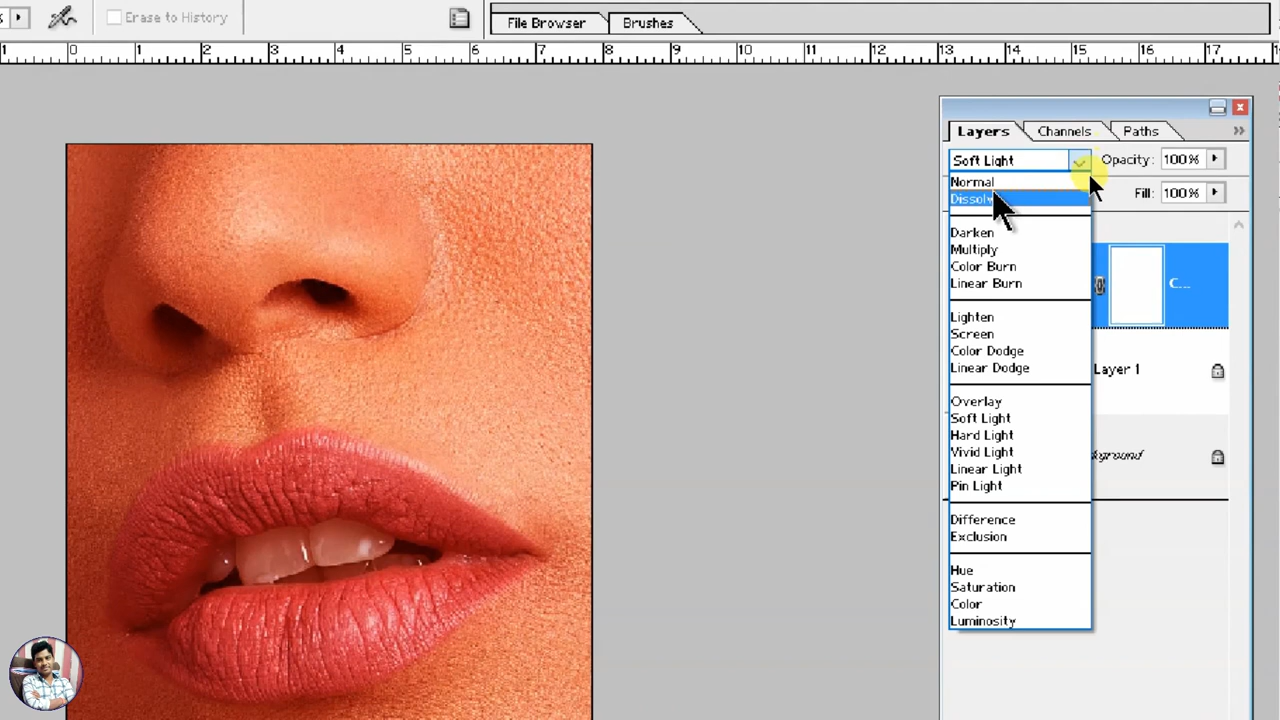 %
Erase to History
File Browser
Brushes
1 0 1 2 3 4 5 6 7 8 9 10 11 12 13 14 15 16 17
Layers
Channels
Paths
Soft Light
Opacity: 100%
Normal
Dissolv
Fill: 100%
Darken
Multiply
Color Burn
Linear Burn
C...
Lighten
Screen
Color Dodge
Linear Dodge
Layer 1
Overlay
Soft Light
Hard Light
Vivid Light
Linear Light
Pin Light
kground
Difference
Exclusion
Hue
Saturation
Color
Luminosity